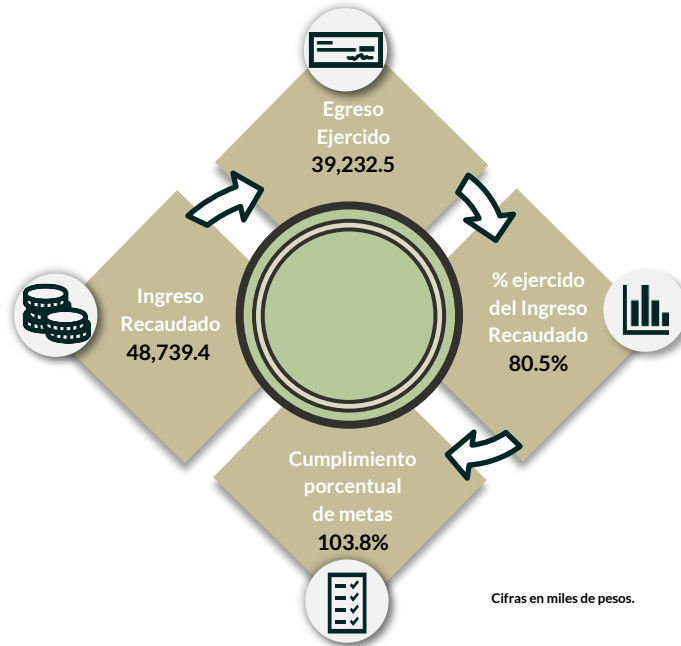 Egreso
Ejercido
39,232.5
Ingreso
Recaudado
48,739.4
% ejercido
del Ingreso
Recaudado
80.5%
Cumplimiento
porcentual
de metas
103.8%
Cifras en miles de pesos.